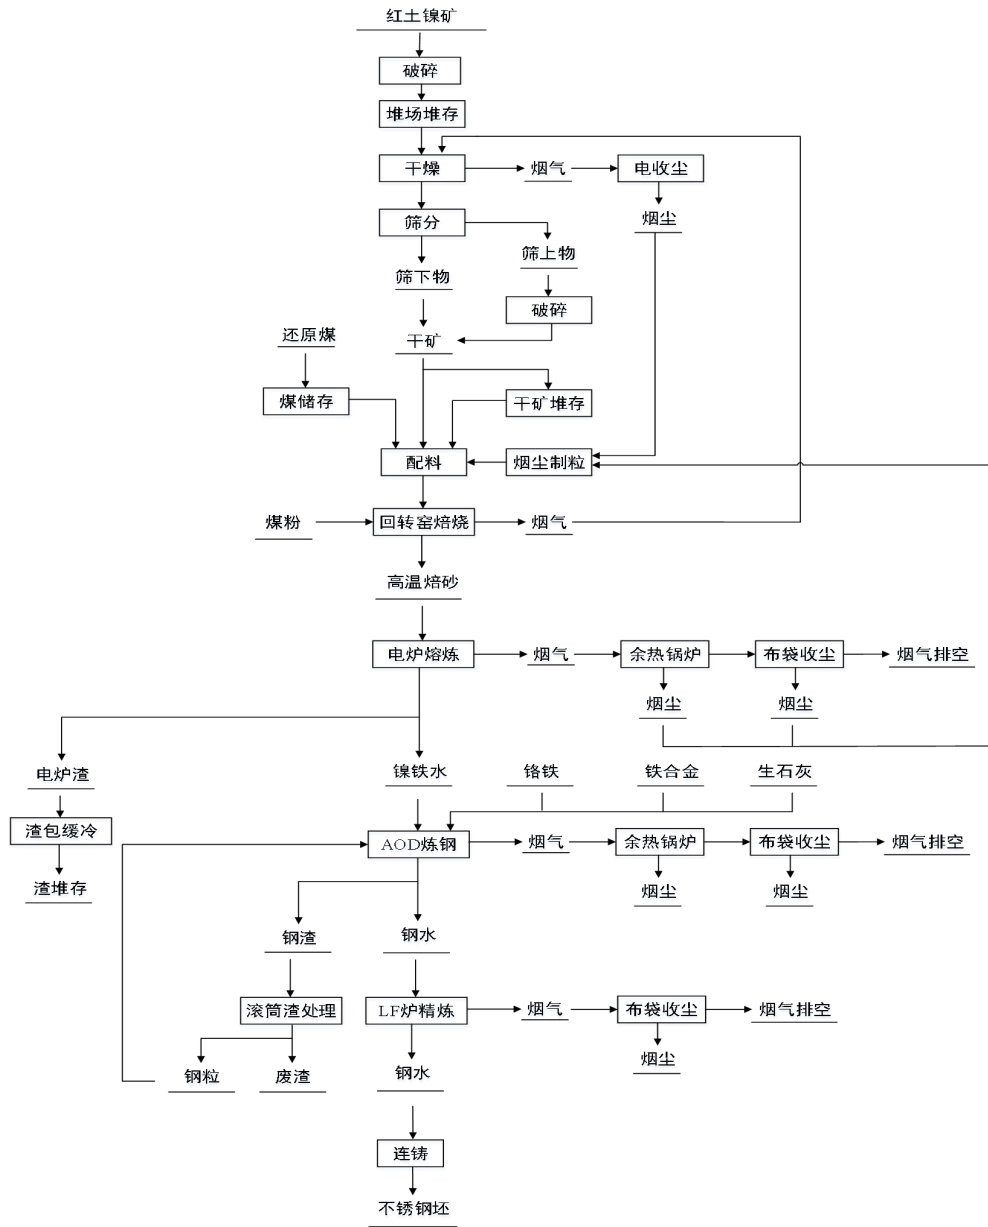 红土镍矿
破碎
堆场堆存
干燥
烟气
电收尘
烟尘
筛分
筛上物
筛下物
破碎
还原煤
干矿
煤储存
干矿堆存
配料
烟尘制粒
煤粉
回转窑焙烧
烟气
高温焙砂
电炉熔炼
烟气
余热锅炉
布袋收尘
烟气排空
烟尘
烟尘
电炉渣
镍铁水
铬铁
铁合金
生石灰
渣包缓冷
AOD炼钢
烟气
余热锅炉
布袋收尘
烟气排空
渣堆存
烟尘
烟尘
钢渣
钢水
滚筒渣处理
LF炉精炼
烟气
布袋收尘
烟气排空
烟尘
钢粒
废渣
钢水
连铸
不锈钢坯